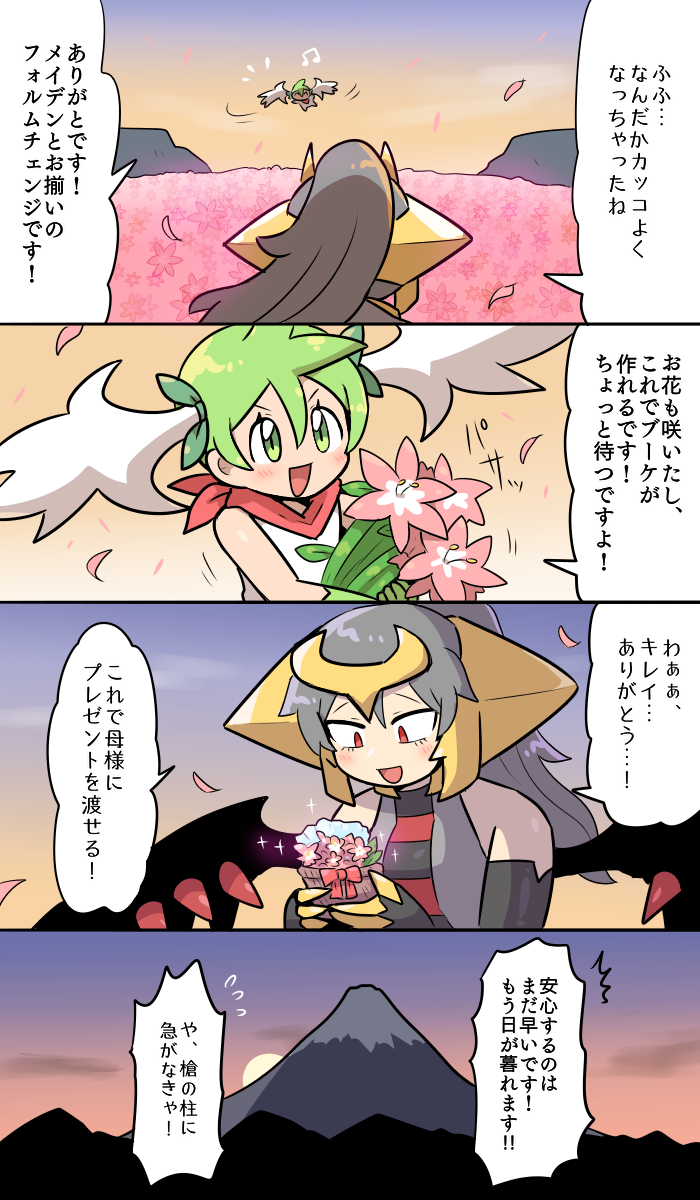 ふふ…
なんだかカッコよく
なっちゃったね
ありがとです！
メイデンとお揃いの
フォルムチェンジです！
お花も咲いたし、
これでブーケが
作れるです！
ちょっと待つですよ！
パサッ
わぁぁ、
キレイ…
ありがとう…！
これで母様に
プレゼントを渡せる！
安心するのは
まだ早いです！
もう日が暮れます!!
や、槍の柱に
急がなきゃ！